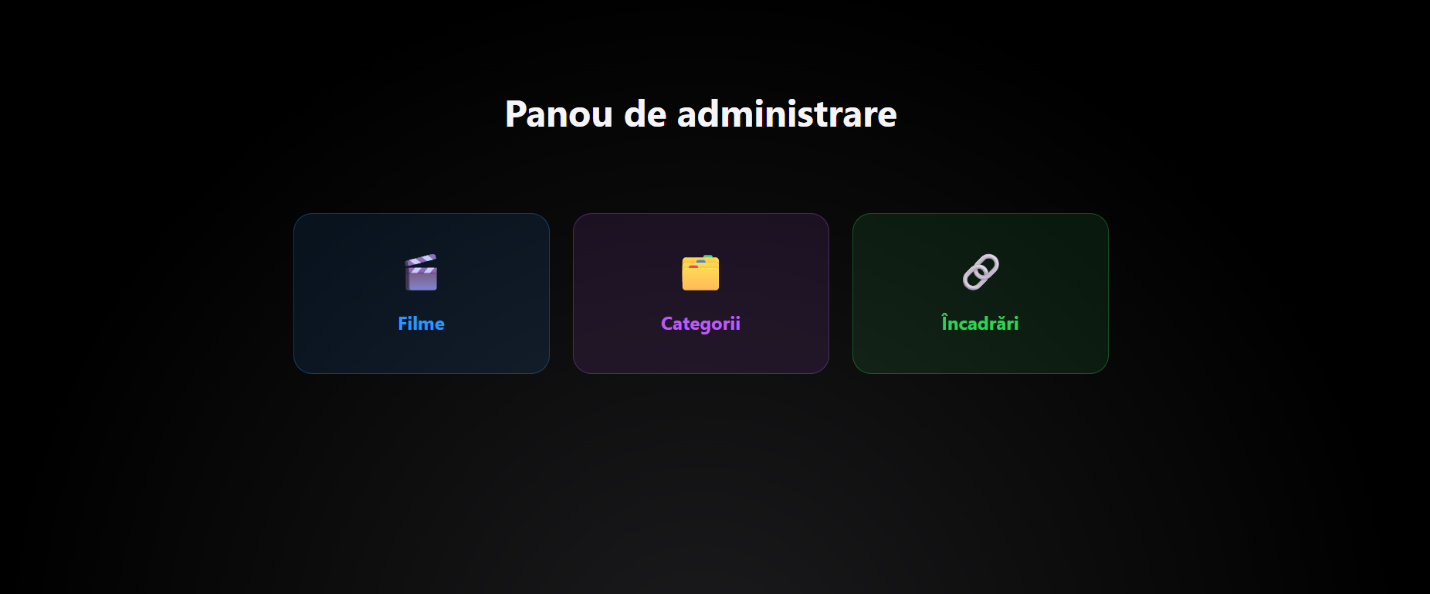 Panou de administrare
Filme
Categorii
Încadrări